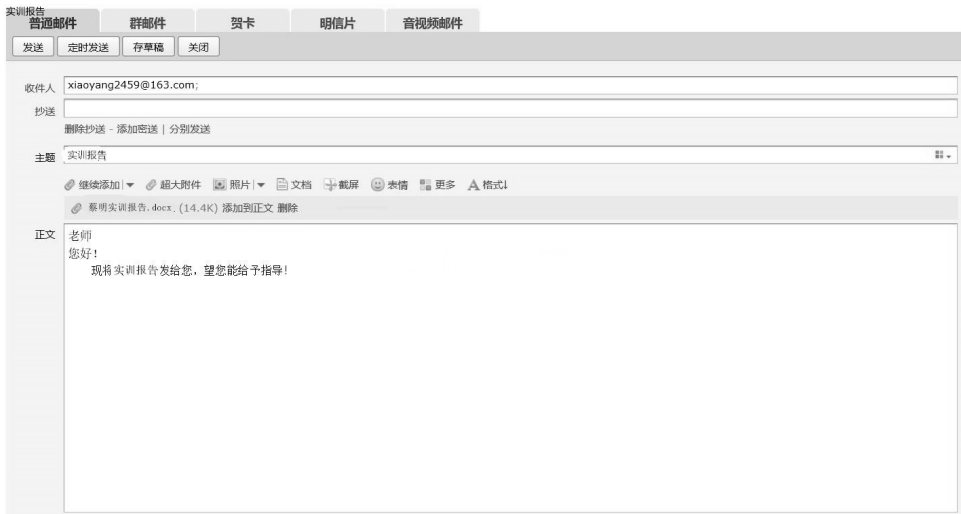 实训报告
普通邮件 群邮件 贺卡 明信片 音视频邮件
发送 定时发送 存草稿 关闭
收件人 xiaoyang2459@163.com;
抄送
删除抄送 - 添加密送 | 分别发送
主题 实训报告
继续添加 | 超大附件 照片 | 文档 截屏 表情 更多 格式↓
蔡明实训报告.docx. (14.4K) 添加到正文 删除
正文 老师
您好!
现将实训报告发给您，望您能给予指导!